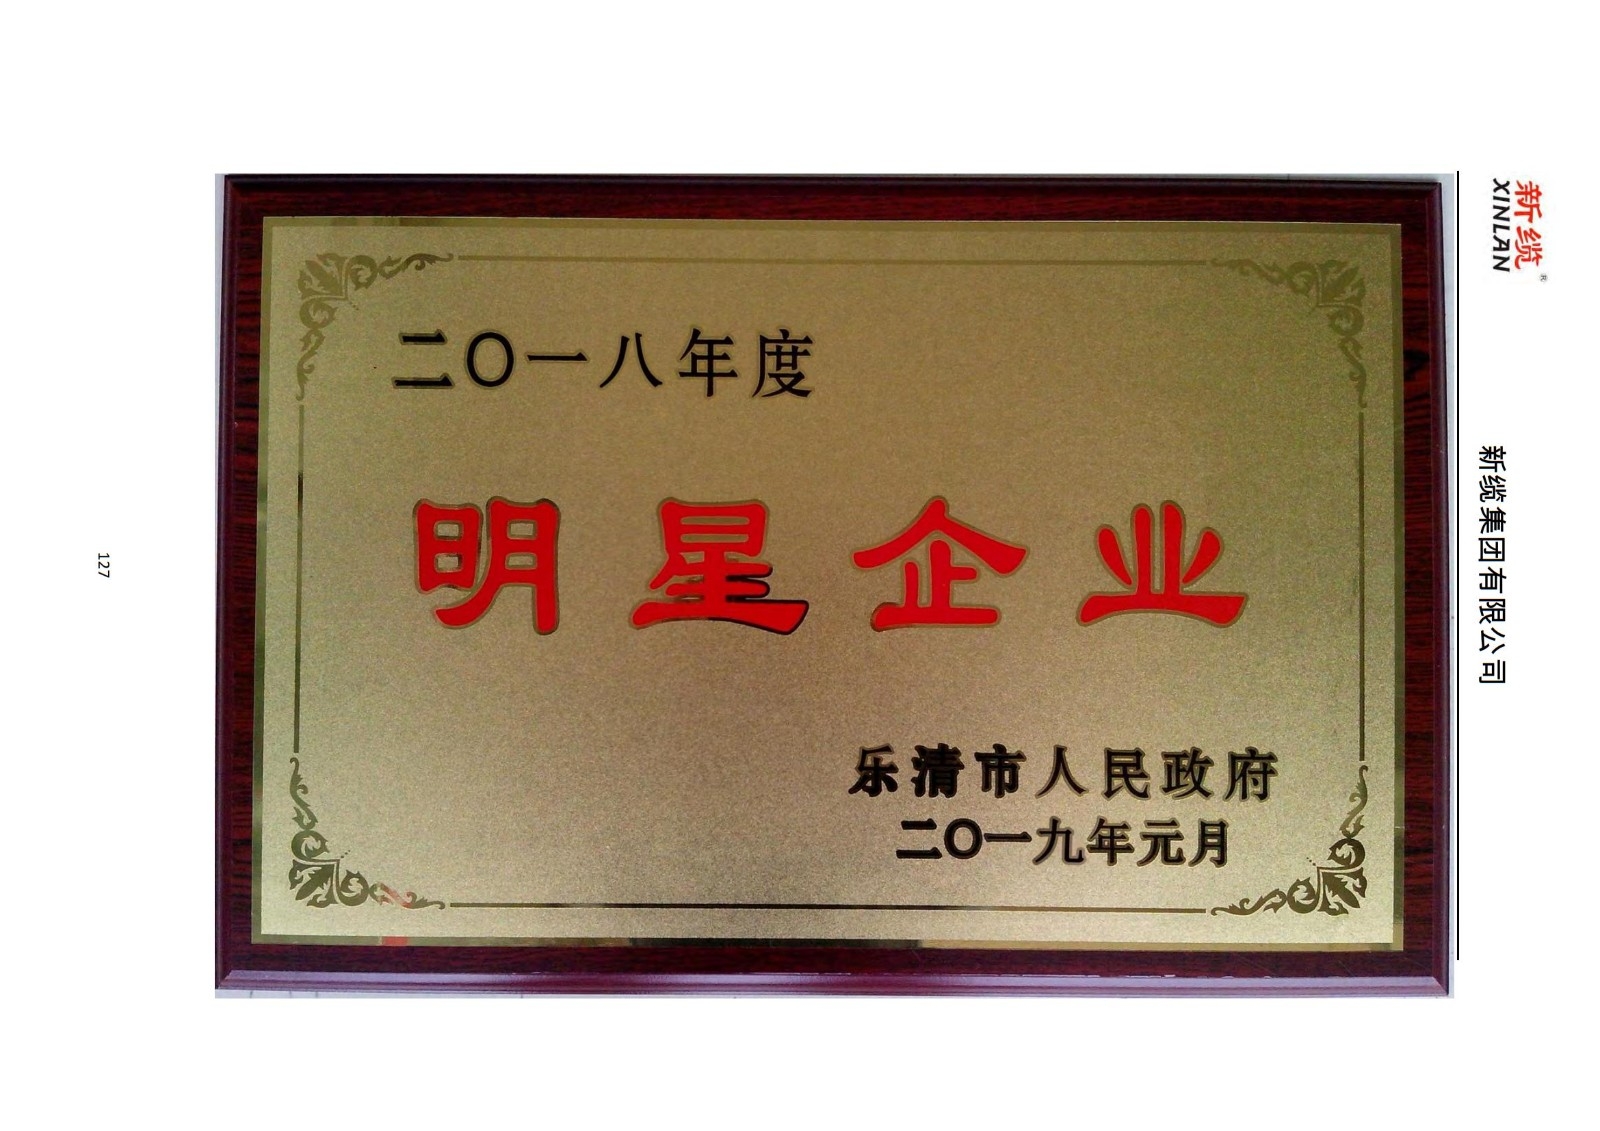 新缆®
XINLAN
新缆集团有限公司
二〇一八年度
明星企业
乐清市人民政府
二〇一九年元月
127